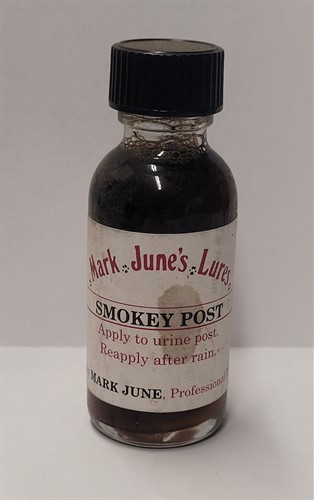 Mark June's Lures
SMOKEY POST
Apply to urine post.
Reapply after rain.
MARK JUNE, Professional